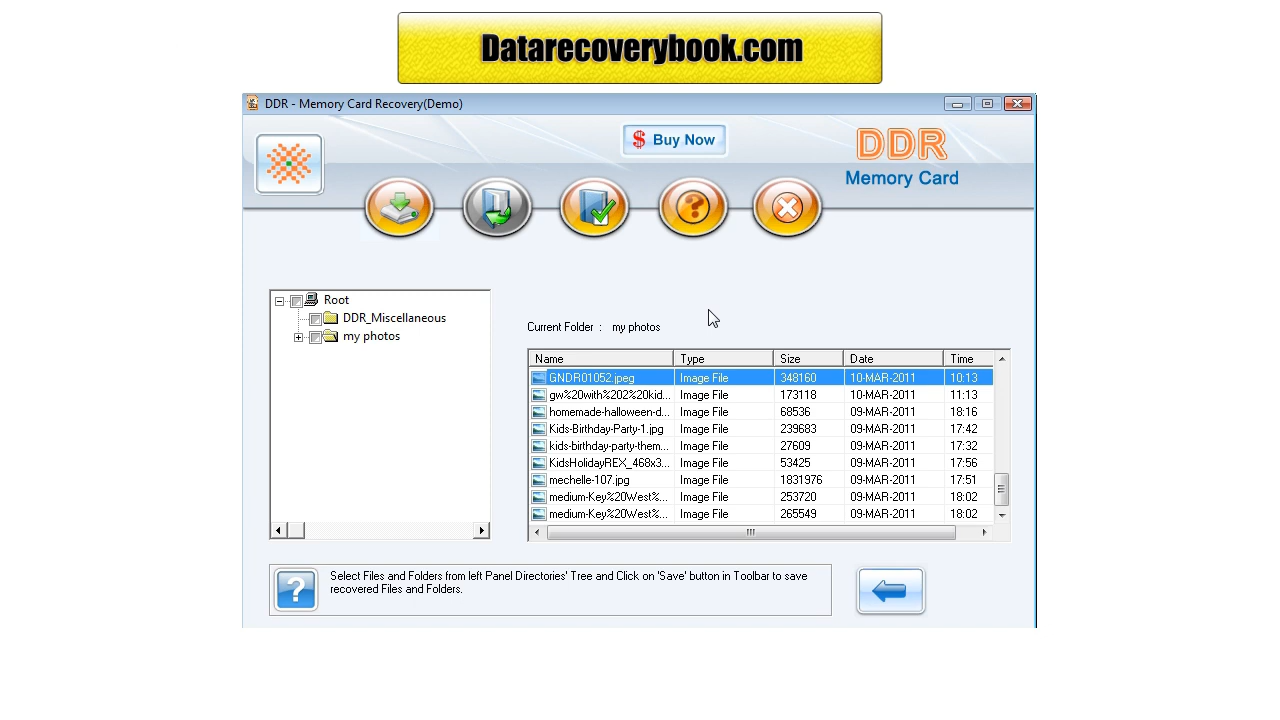 Datarecoverybook.com
DDR - Memory Card Recovery(Demo)
$ Buy Now
DDR
Memory Card
Root
DDR_Miscellaneous
my photos
Current Folder : my photos
Name Type Size Date Time
GNDR01052.jpeg Image File 348160 10-MAR-2011 10:13
gw%20with%202%20kid... Image File 173118 10-MAR-2011 11:13
homemade-halloween-d... Image File 68536 09-MAR-2011 18:16
Kids-Birthday-Party-1.jpg Image File 239683 09-MAR-2011 17:42
kids-birthday-party-them... Image File 27609 09-MAR-2011 17:32
KidsHolidayREX_468x3... Image File 53425 09-MAR-2011 17:56
mechelle-107.jpg Image File 1831976 09-MAR-2011 17:51
medium-Key%20West%... Image File 253720 09-MAR-2011 18:02
medium-Key%20West%... Image File 265549 09-MAR-2011 18:02
? Select Files and Folders from left Panel Directories' Tree and Click on 'Save' button in Toolbar to save
recovered Files and Folders.